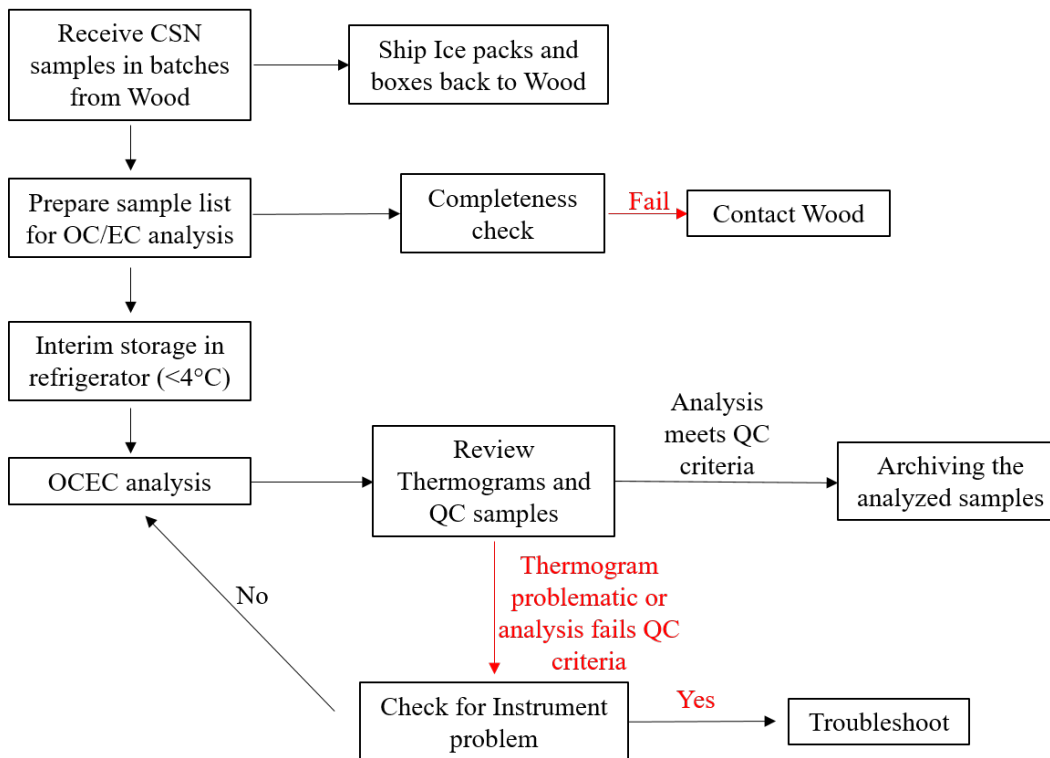 Receive CSN
samples in batches
from Wood
Ship Ice packs and
boxes back to Wood
Prepare sample list
for OC/EC analysis
Completeness
check
Fail
Contact Wood
Interim storage in
refrigerator (<4°C)
OCEC analysis
Review
Thermograms and
QC samples
Analysis
meets QC
criteria
Archiving the
analyzed samples
No
Thermogram
problematic or
analysis fails QC
criteria
Check for Instrument
problem
Yes
Troubleshoot